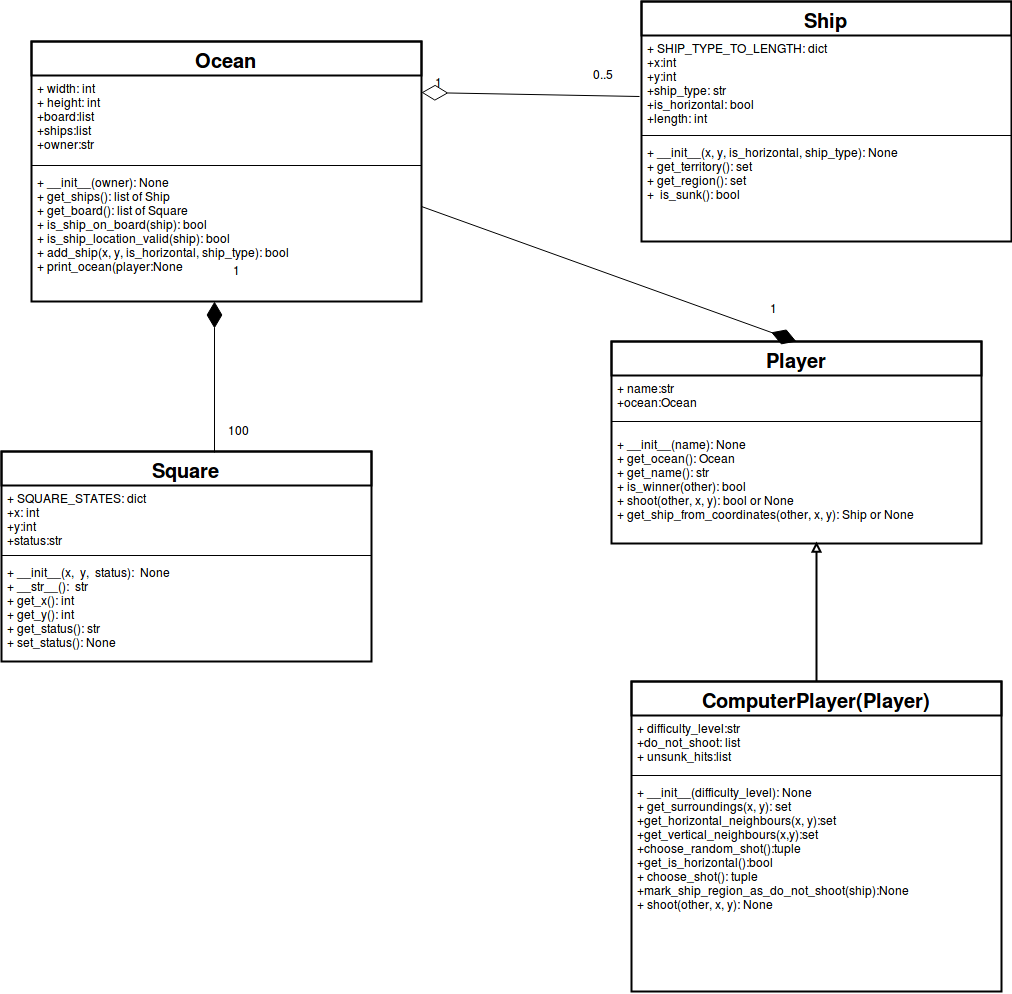 Ocean
+ width: int
+ height: int
+ board:list
+ships:list
+owner:str
+ __init__(owner): None
+ get_ships(): list of Ship
+ get_board(): list of Square
+ is_ship_on_board(ship): bool
+ is_ship_location_valid(ship): bool
+ add_ship(x, y, is_horizontal, ship_type): bool
+ print_ocean(player:None
1
1
0..5
Ship
+ SHIP_TYPE_TO_LENGTH: dict
+x:int
+y:int
+ship_type: str
+is_horizontal: bool
+length: int
+ __init__(x, y, is_horizontal, ship_type): None
+ get_territory(): set
+ get_region(): set
+ is_sunk(): bool
1
Player
+ name:str
+ocean:Ocean
+ __init__(name): None
+ get_ocean(): Ocean
+ get_name(): str
+ is_winner(other): bool
+ shoot(other, x, y): bool or None
+ get_ship_from_coordinates(other, x, y): Ship or None
100
Square
+ SQUARE_STATES: dict
+x: int
+y:int
+status:str
+ __init__(x, y, status): None
+ __str__(): str
+ get_x(): int
+ get_y(): int
+ get_status(): str
+ set_status(): None
ComputerPlayer(Player)
+ difficulty_level:str
+do_not_shoot: list
+ unsunk_hits:list
+ __init__(difficulty_level): None
+ get_surroundings(x, y): set
+get_horizontal_neighbours(x, y):set
+get_vertical_neighbours(x,y):set
+choose_random_shot():tuple
+get_is_horizontal():bool
+ choose_shot(): tuple
+mark_ship_region_as_do_not_shoot(ship):None
+ shoot(other, x, y): None